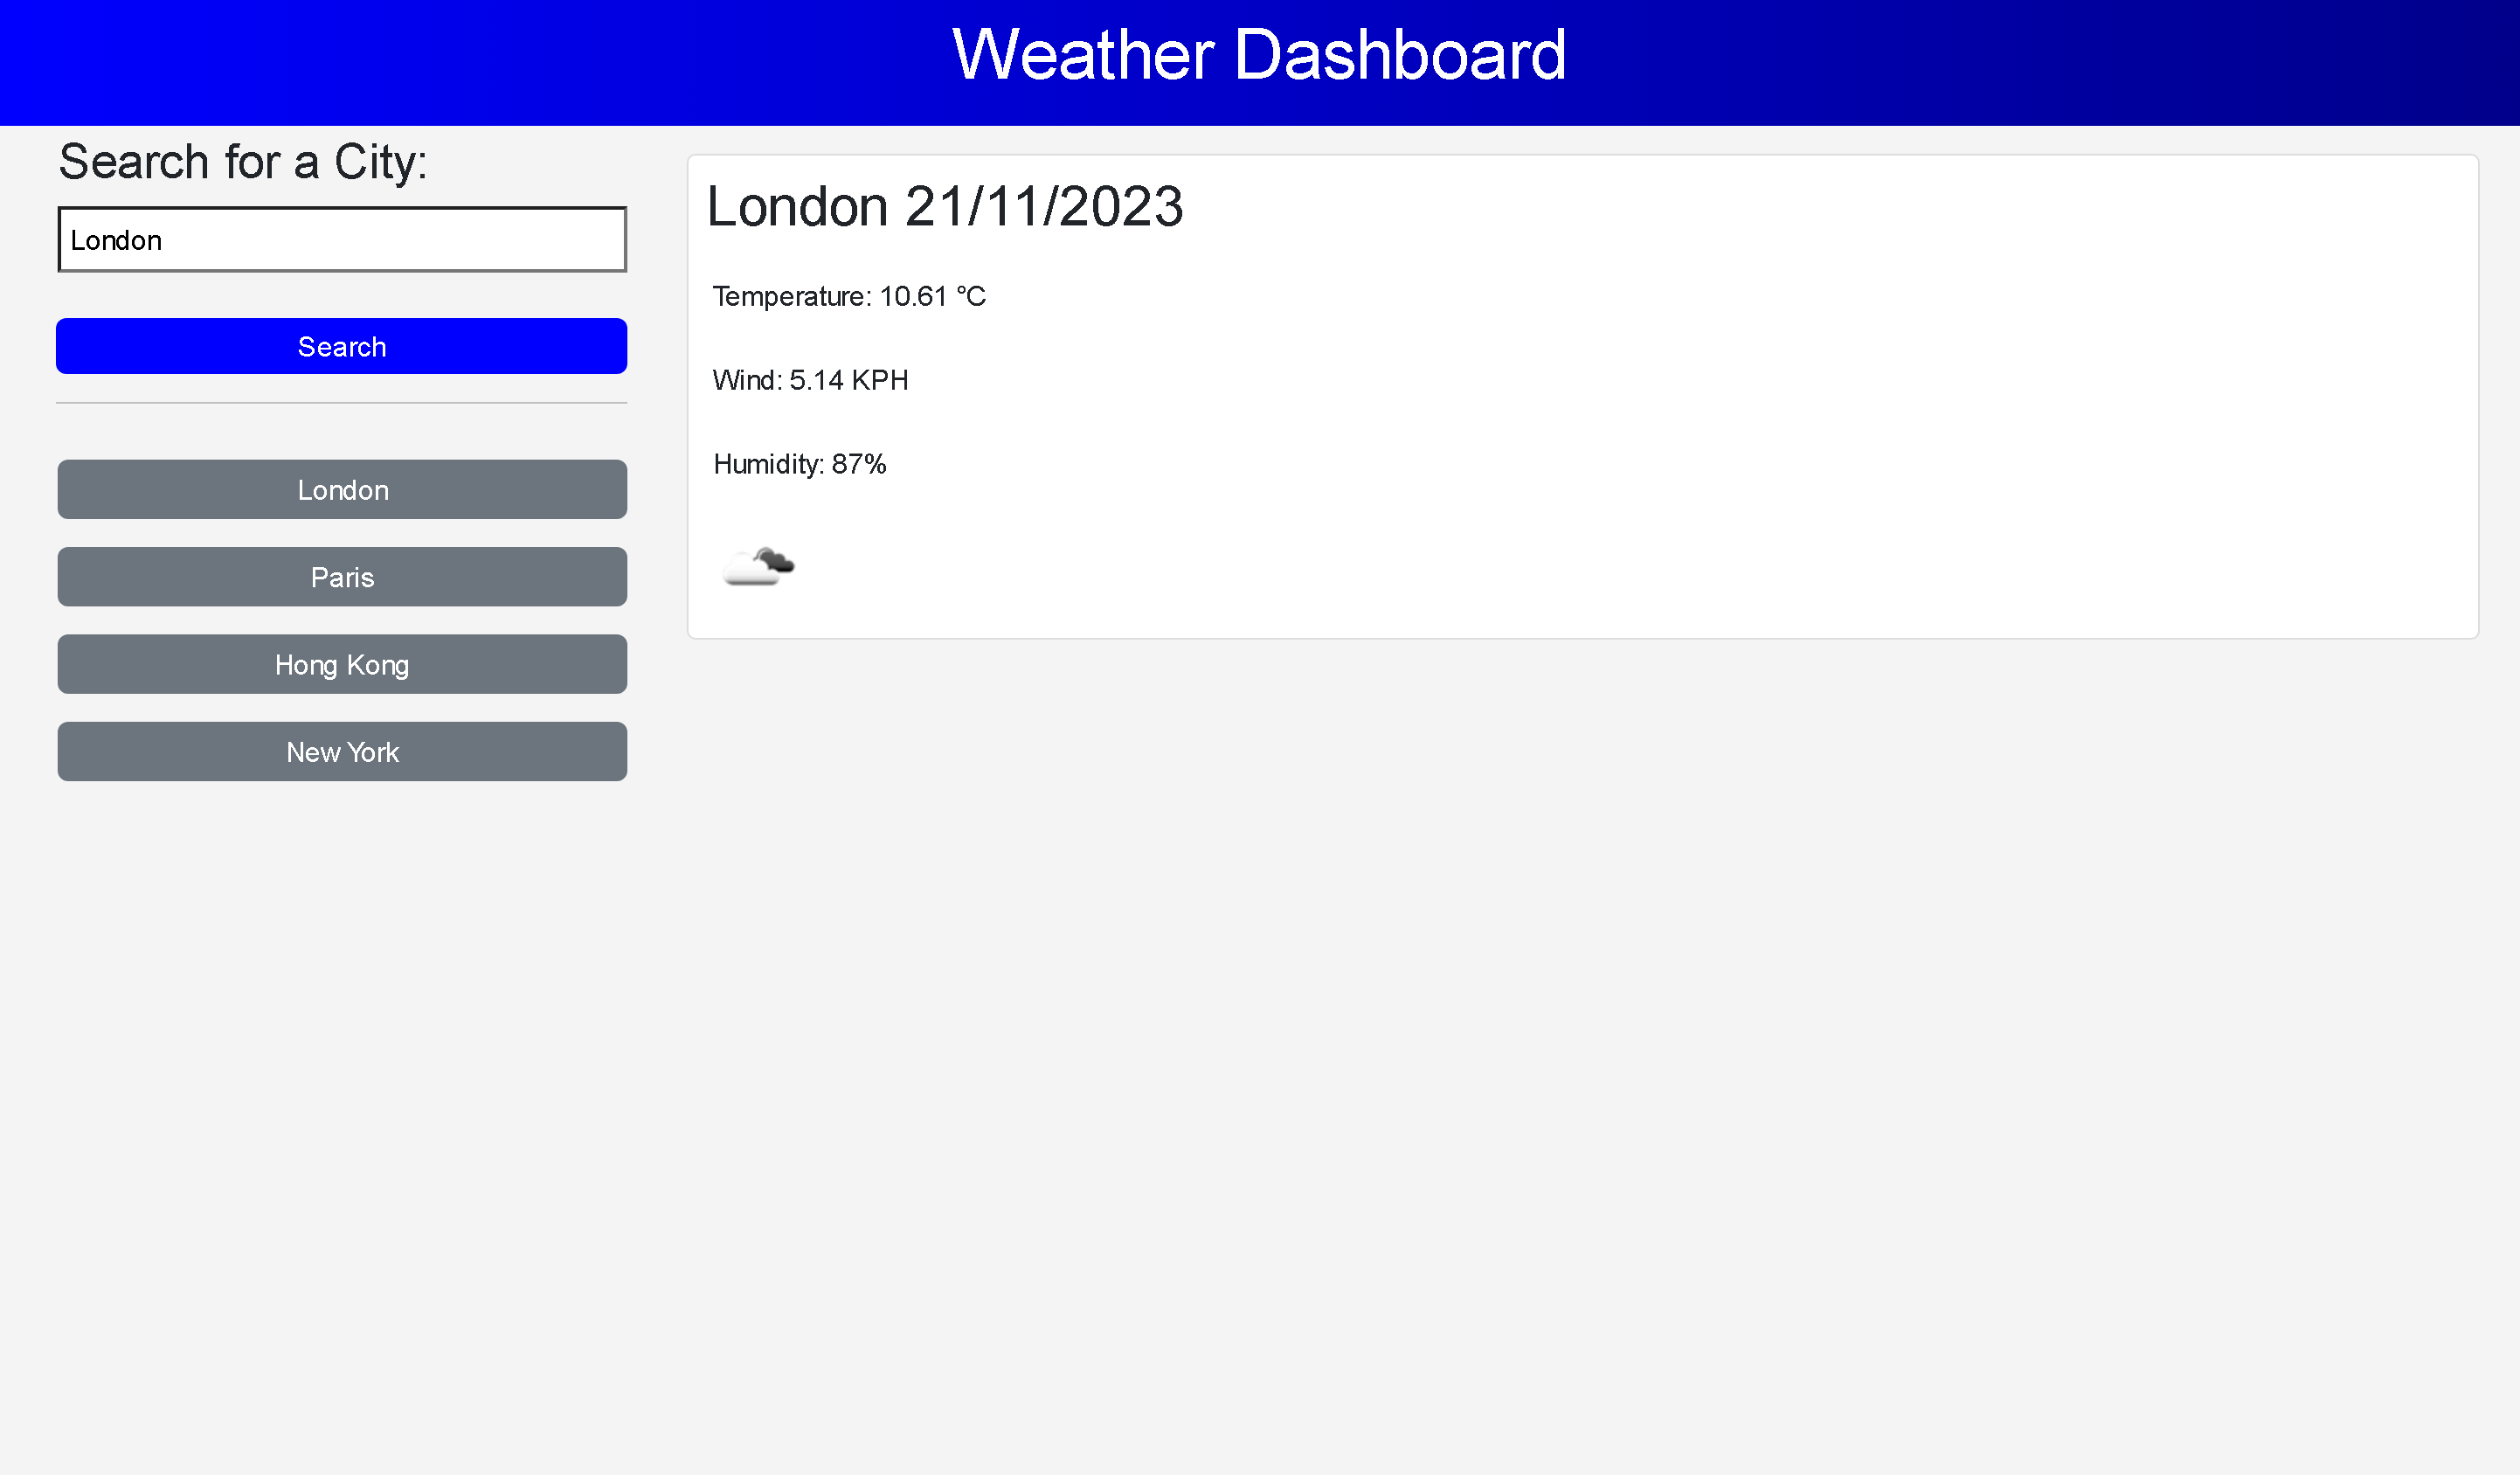 Weather Dashboard
Search for a City:
London
Search
London
Paris
Hong Kong
New York
London 21/11/2023
Temperature: 10.61 °C
Wind: 5.14 KPH
Humidity: 87%